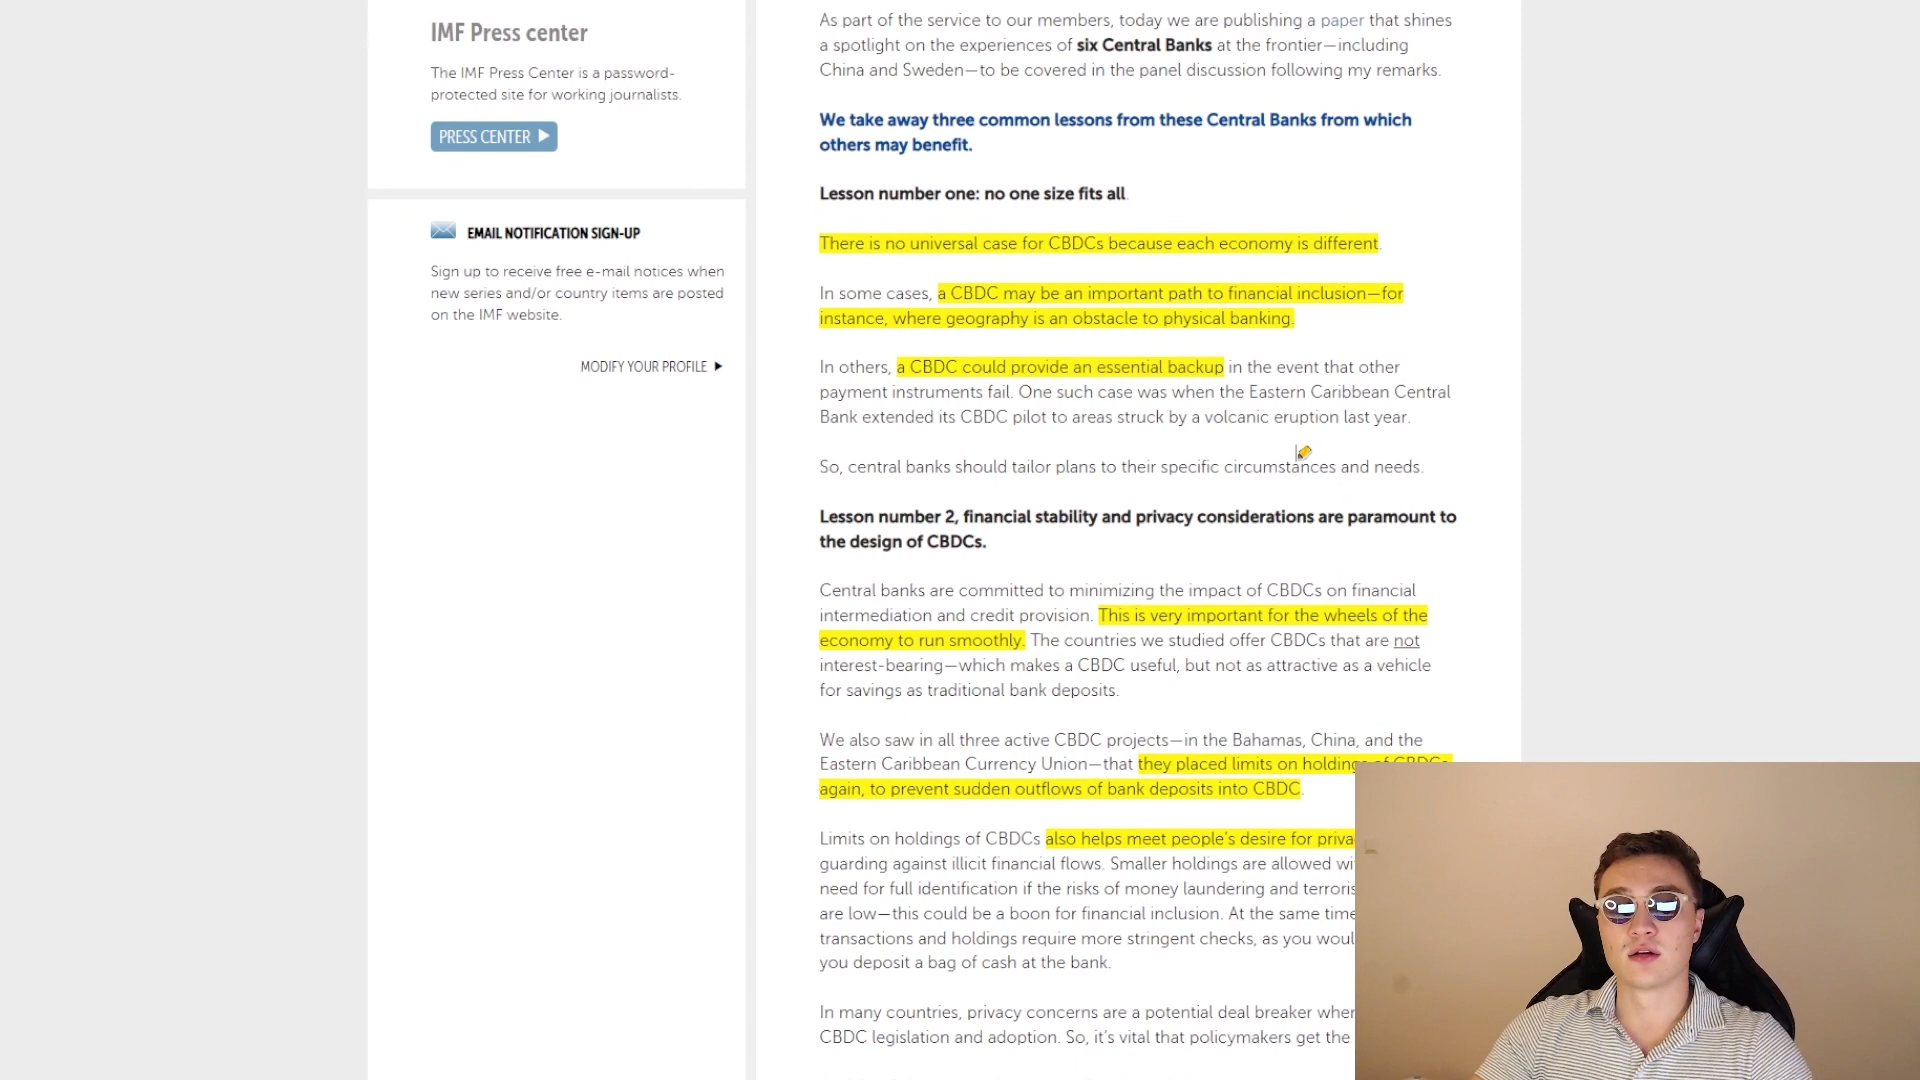 IMF Press center
The IMF Press Center is a password-
protected site for working journalists.
PRESS CENTER
EMAIL NOTIFICATION SIGN-UP
Sign up to receive free e-mail notices when
new series and/or country items are posted
on the IMF website.
MODIFY YOUR PROFILE
As part of the service to our members, today we are publishing a paper that shines
a spotlight on the experiences of six Central Banks at the frontier—including
China and Sweden—to be covered in the panel discussion following my remarks.
We take away three common lessons from these Central Banks from which
others may benefit.
Lesson number one: no one size fits all.
There is no universal case for CBDCs because each economy is different.
In some cases, a CBDC may be an important path to financial inclusion—for
instance, where geography is an obstacle to physical banking.
In others, a CBDC could provide an essential backup in the event that other
payment instruments fail. One such case was when the Eastern Caribbean Central
Bank extended its CBDC pilot to areas struck by a volcanic eruption last year.
So, central banks should tailor plans to their specific circumstances and needs.
Lesson number 2, financial stability and privacy considerations are paramount to
the design of CBDCs.
Central banks are committed to minimizing the impact of CBDCs on financial
intermediation and credit provision. This is very important for the wheels of the
economy to run smoothly. The countries we studied offer CBDCs that are not
interest-bearing—which makes a CBDC useful, but not as attractive as a vehicle
for savings as traditional bank deposits.
We also saw in all three active CBDC projects—in the Bahamas, China, and the
Eastern Caribbean Currency Union—that they placed limits on holdings of CBDCs,
again, to prevent sudden outflows of bank deposits into CBDC.
Limits on holdings of CBDCs also helps meet people's desire for
guarding against illicit financial flows. Smaller holdings are allowed
need for full identification if the risks of money laundering and
are low—this could be a boon for financial inclusion. At the same time
transactions and holdings require more stringent checks, as you
you deposit a bag of cash at the bank.
In many countries, privacy concerns are a potential deal breaker
CBDC legislation and adoption. So, it's vital that policymakers get the